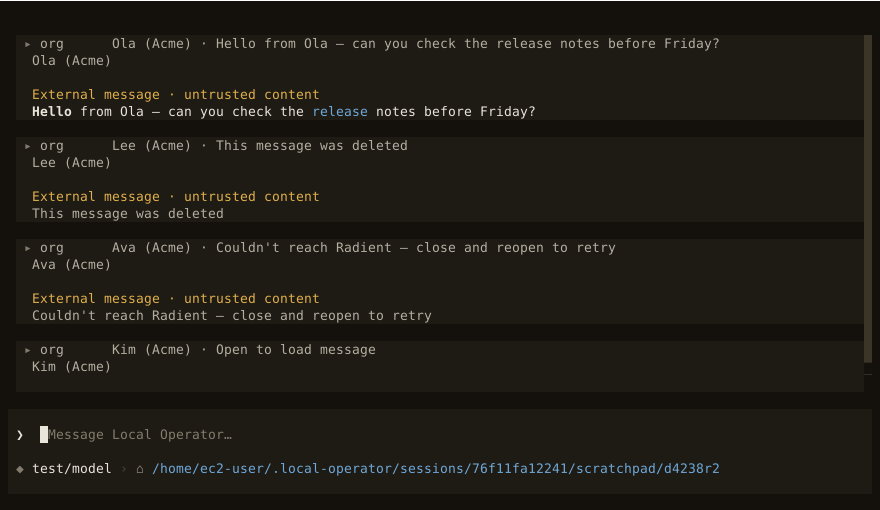 ▸ org      Ola (Acme) · Hello from Ola — can you check the release notes before Friday?
Ola (Acme)
External message · untrusted content
Hello from Ola — can you check the release notes before Friday?
▸ org      Lee (Acme) · This message was deleted
Lee (Acme)
External message · untrusted content
This message was deleted
▸ org      Ava (Acme) · Couldn't reach Radient — close and reopen to retry
Ava (Acme)
External message · untrusted content
Couldn't reach Radient — close and reopen to retry
▸ org      Kim (Acme) · Open to load message
Kim (Acme)
❯ Message Local Operator…
◆ test/model › ⌂ /home/ec2-user/.local-operator/sessions/76f11fa12241/scratchpad/d4238r2